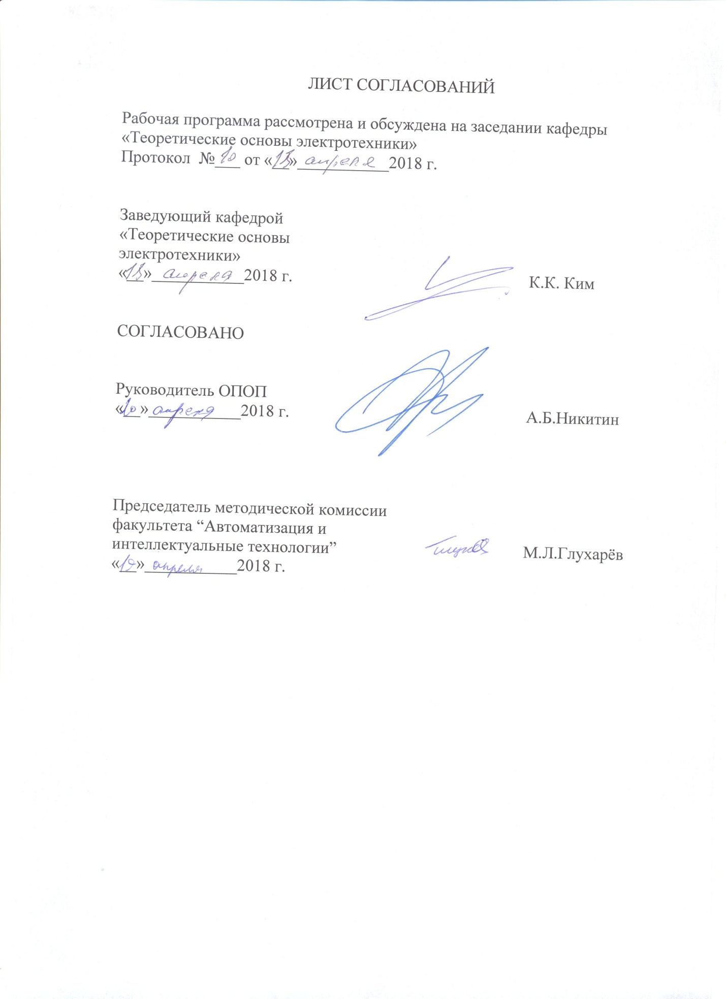 ЛИСТ СОГЛАСОВАНИЙ
Рабочая программа рассмотрена и обсуждена на заседании кафедры
«Теоретические основы электротехники»
Протокол №10 от «13» апреля 2018 г.
Заведующий кафедрой
«Теоретические основы
электротехники»
«13» апреля 2018 г.
К.К. Ким
СОГЛАСОВАНО
Руководитель ОПОП
«10» апреля 2018 г.
А.Б.Никитин
Председатель методической комиссии
факультета “Автоматизация и
интеллектуальные технологии”
«19» апреля 2018 г.
М.Л.Глухарёв